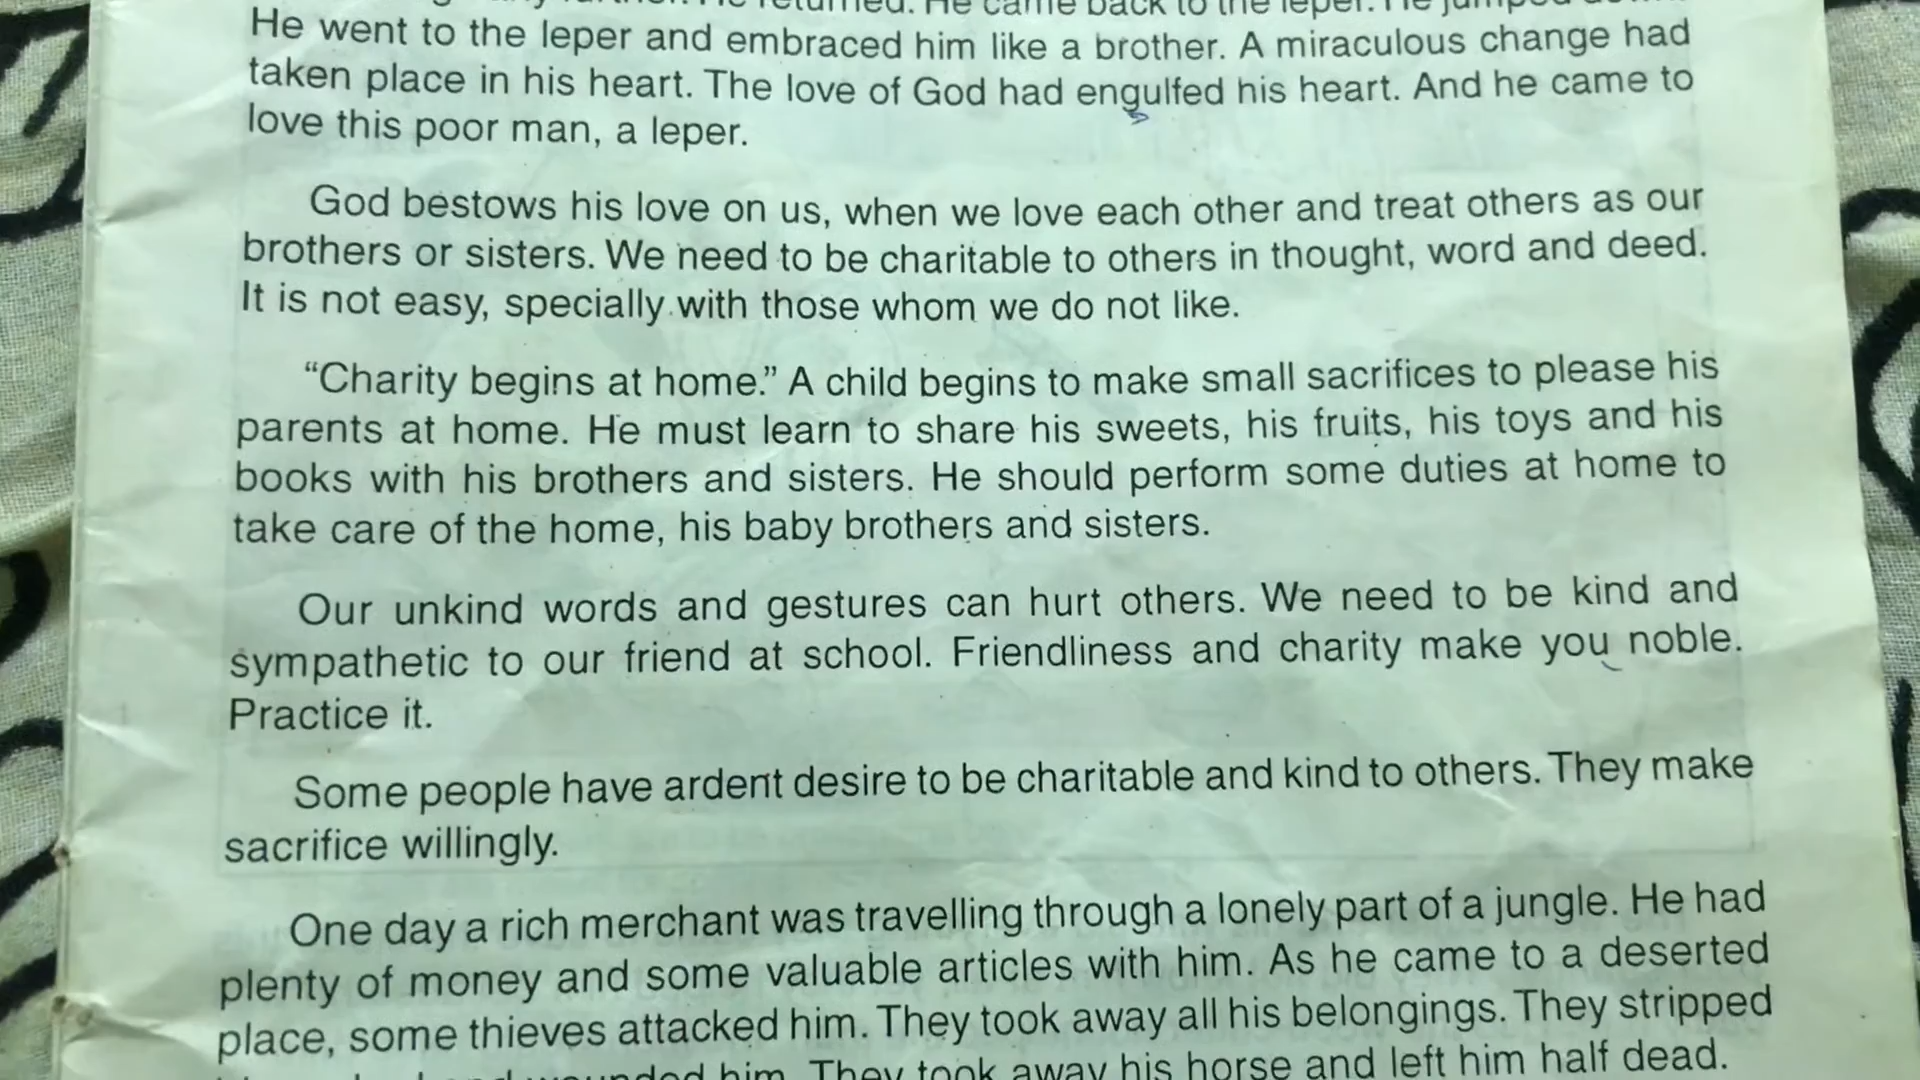 returned. He came back to the leper. He jumped
He went to the leper and embraced him like a brother. A miraculous change had
taken place in his heart. The love of God had engulfed his heart. And he came to
love this poor man, a leper.
God bestows his love on us, when we love each other and treat others as our
brothers or sisters. We need to be charitable to others in thought, word and deed.
It is not easy, specially with those whom we do not like.
“Charity begins at home.” A child begins to make small sacrifices to please his
parents at home. He must learn to share his sweets, his fruits, his toys and his
books with his brothers and sisters. He should perform some duties at home to
take care of the home, his baby brothers and sisters.
Our unkind words and gestures can hurt others. We need to be kind and
sympathetic to our friend at school. Friendliness and charity make you noble.
Practice it.
Some people have ardent desire to be charitable and kind to others. They make
sacrifice willingly.
One day a rich merchant was travelling through a lonely part of a jungle. He had
plenty of money and some valuable articles with him. As he came to a deserted
place, some thieves attacked him. They took away all his belongings. They stripped
wounded him. They took away his horse and left him half dead.